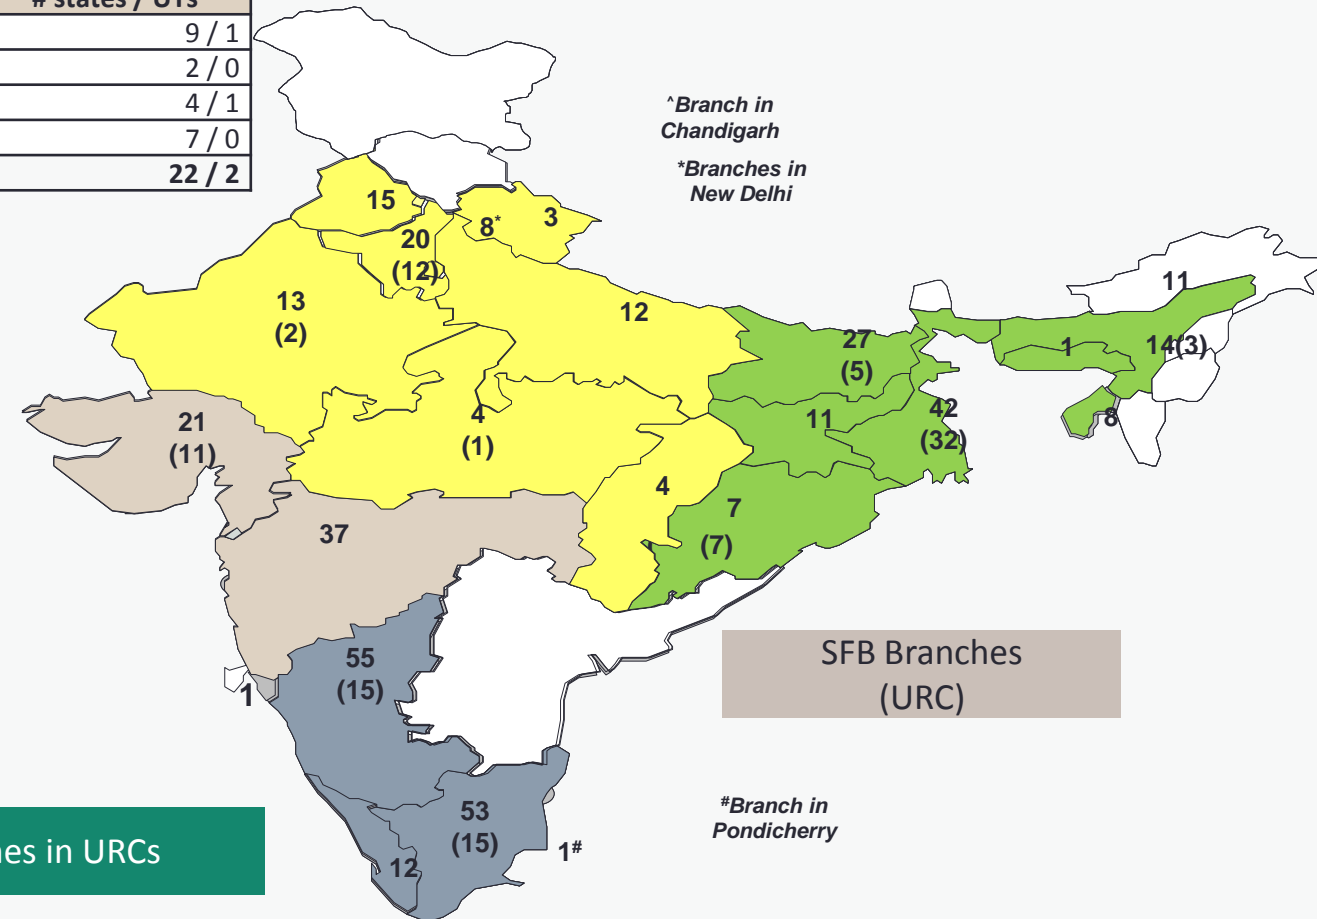 # states / UTs
9 / 1
2 / 0
4 / 1
7 / 0
22 / 2
^Branch in
Chandigarh
*Branches in
New Delhi
15
8*
3
20
(12)
13
(2)
12
11
27
(5)
1
14(3)
4
(1)
21
(11)
11
42
(32)
8
4
7
(7)
37
SFB Branches
(URC)
55
(15)
1
#Branch in
Pondicherry
53
(15)
1#
12
es in URCs